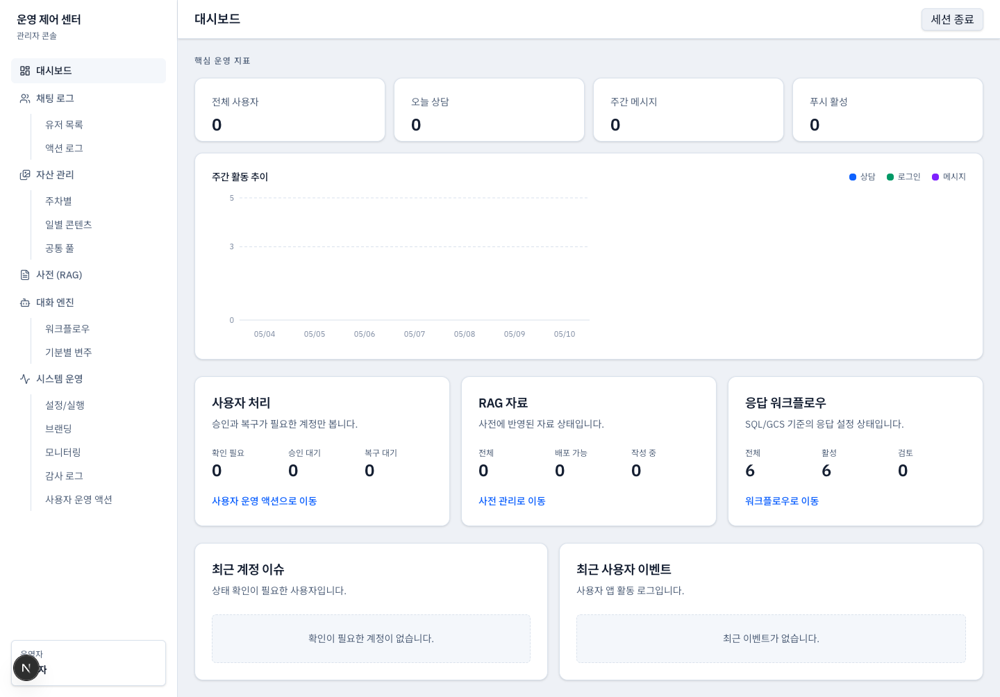 운영 제어 센터
관리자 콘솔
대시보드
채팅 로그
유저 목록
액션 로그
자산 관리
주차별
일별 콘텐츠
공통 풀
사전 (RAG)
대화 엔진
워크플로우
기분별 변주
시스템 운영
설정/실행
브랜딩
모니터링
감사 로그
사용자 운영 액션
운영자
자
N
대시보드
세션 종료
핵심 운영 지표
전체 사용자
0
오늘 상담
0
주간 메시지
0
푸시 활성
0
주간 활동 추이
상담 로그인 메시지
5
3
0
05/04 05/05 05/06 05/07 05/08 05/09 05/10
사용자 처리
승인과 복구가 필요한 계정만 봅니다.
확인 필요 승인 대기 복구 대기
0 0 0
사용자 운영 액션으로 이동
RAG 자료
사전에 반영된 자료 상태입니다.
전체 배포 가능 작성 중
0 0 0
사전 관리로 이동
응답 워크플로우
SQL/GCS 기준의 응답 설정 상태입니다.
전체 활성 검토
6 6 0
워크플로우로 이동
최근 계정 이슈
상태 확인이 필요한 사용자입니다.
확인이 필요한 계정이 없습니다.
최근 사용자 이벤트
사용자 앱 활동 로그입니다.
최근 이벤트가 없습니다.